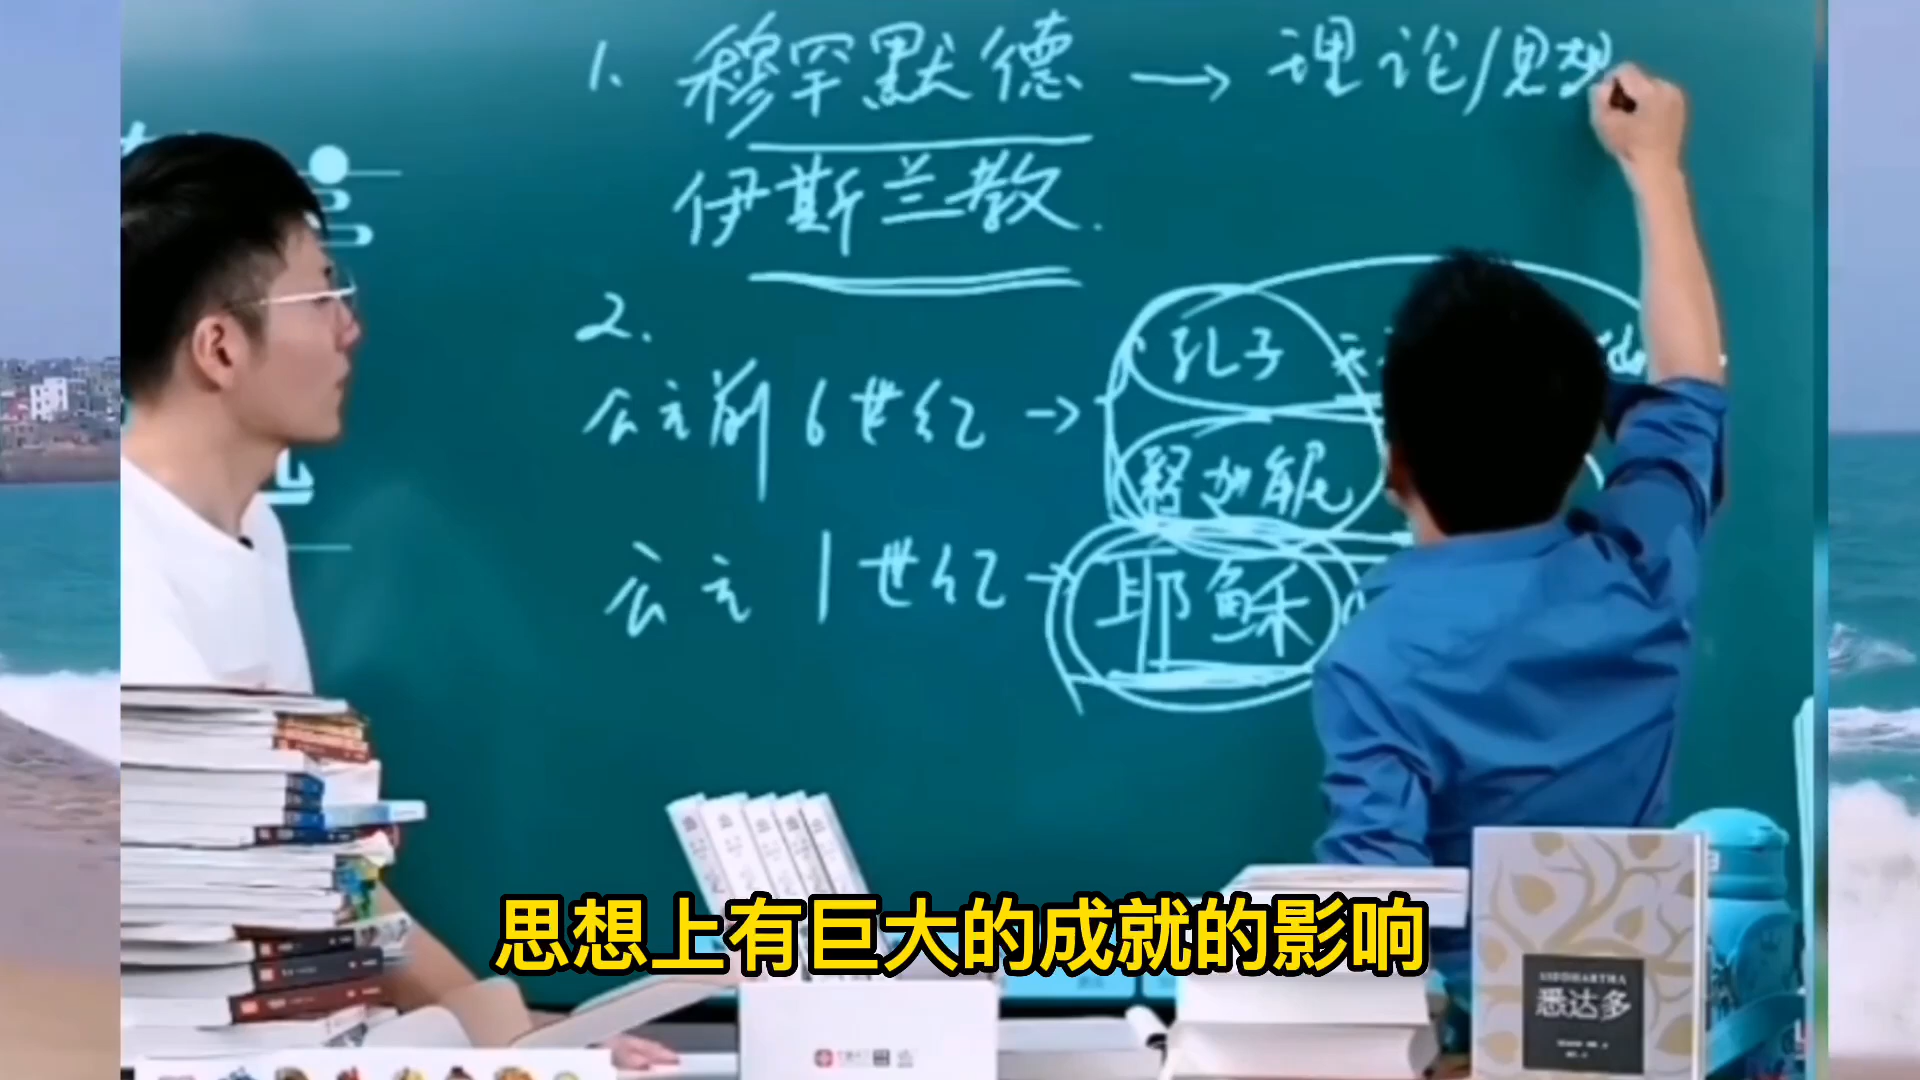 1. 穆罕默德 → 理论/思想
伊斯兰教.
2.
公元前6世纪 → 孔子
释加牟尼
公元1世纪 耶稣
思想上有巨大的成就的影响
SIDDHARTHA
悉达多